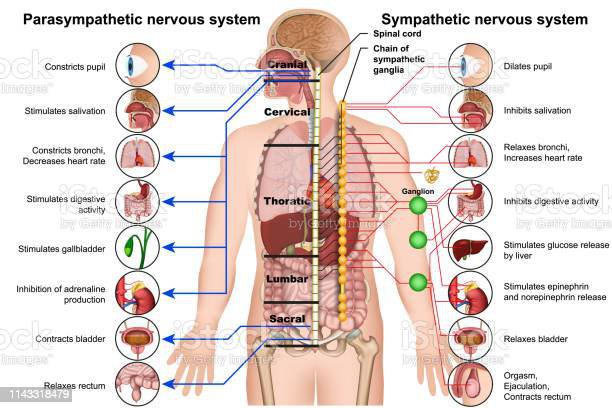 Parasympathetic nervous system
Sympathetic nervous system
Spinal cord
Chain of
sympathetic
ganglia
Cranial
Cervical
Thoratic
Lumbar
Sacral
Constricts pupil
Stimulates salivation
Constricts bronchi,
Decreases heart rate
Stimulates digestive
activity
Stimulates gallbladder
Inhibition of adrenaline
production
Contracts bladder
Relaxes rectum
Ganglion
Dilates pupil
Inhibits salivation
Relaxes bronchi,
Increases heart rate
Inhibits digestive activity
Stimulates glucose release
by liver
Stimulates epinephrin
and norepinephrin release
Relaxes bladder
Orgasm,
Ejaculation,
Contracts rectum
iStock
by Getty Images™
1143318479